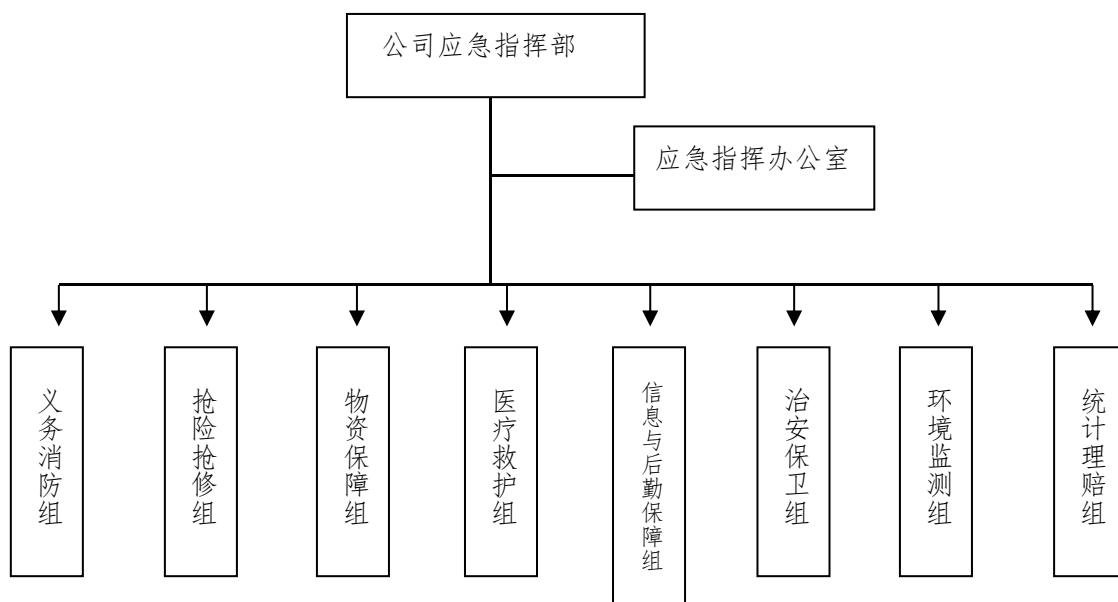 公司应急指挥部
应急指挥办公室
义务消防组
抢险抢修组
物资保障组
医疗救护组
信息与后勤保障组
治安保卫组
环境监测组
统计理赔组